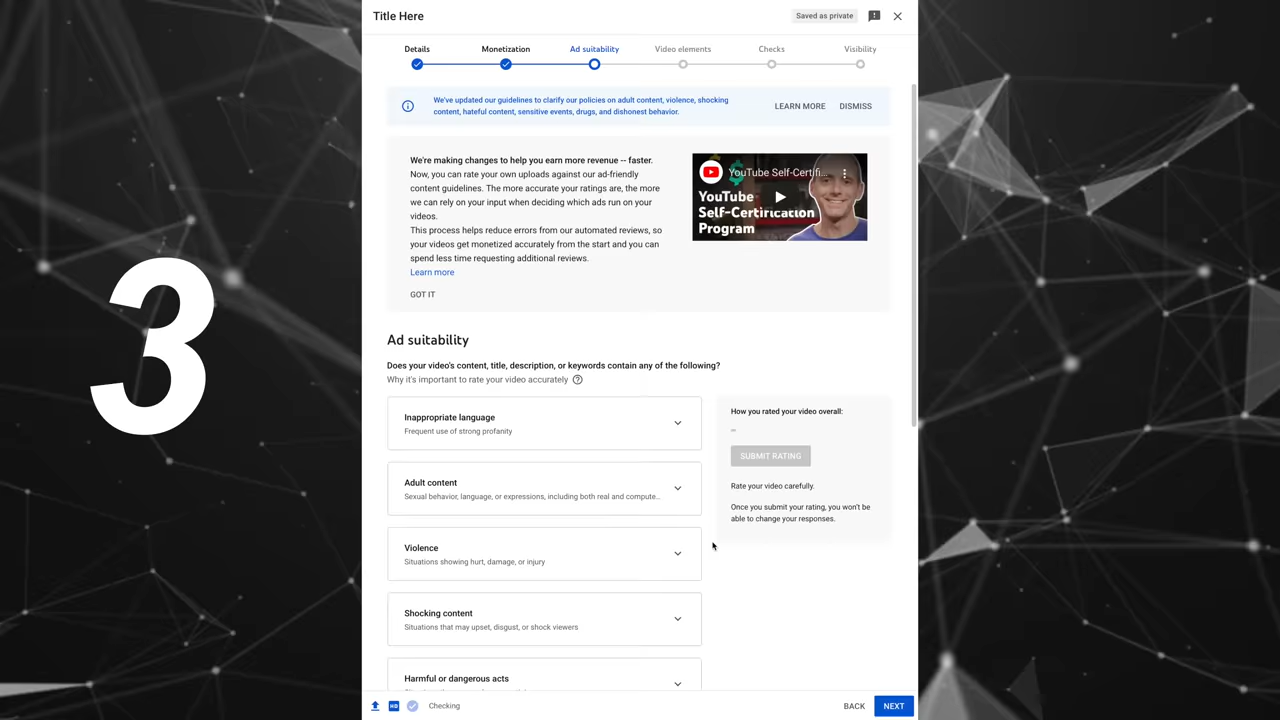 Title Here
Saved as private
Details
Monetization
Ad suitability
Video elements
Checks
Visibility
We've updated our guidelines to clarify our policies on adult content, violence, shocking
content, hateful content, sensitive events, drugs, and dishonest behavior.
LEARN MORE
DISMISS
We're making changes to help you earn more revenue -- faster.
Now, you can rate your own uploads against our ad-friendly
content guidelines. The more accurate your ratings are, the more
we can rely on your input when deciding which ads run on your
videos.
This process helps reduce errors from our automated reviews, so
your videos get monetized accurately from the start and you can
spend less time requesting additional reviews.
Learn more
GOT IT
YouTube Self-Certifi...
YouTube
Self-Certification
Program
3
Ad suitability
Does your video's content, title, description, or keywords contain any of the following?
Why it's important to rate your video accurately
Inappropriate language
Frequent use of strong profanity
Adult content
Sexual behavior, language, or expressions, including both real and compute...
Violence
Situations showing hurt, damage, or injury
Shocking content
Situations that may upset, disgust, or shock viewers
Harmful or dangerous acts
How you rated your video overall:
--
SUBMIT RATING
Rate your video carefully.
Once you submit your rating, you won't be
able to change your responses.
HD
Checking
BACK
NEXT